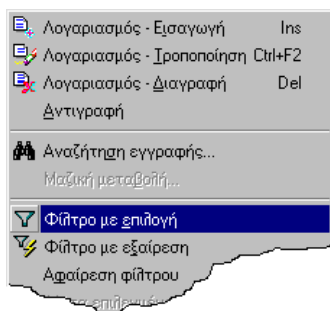 Λογαριασμός - Εισαγωγή Ins
Λογαριασμός - Τροποποίηση Ctrl+F2
Λογαριασμός - Διαγραφή Del
Αντιγραφή
Αναζήτηση εγγραφής...
Μαζική μεταβολή...
Φίλτρο με επιλογή
Φίλτρο με εξαίρεση
Αφαίρεση φίλτρου